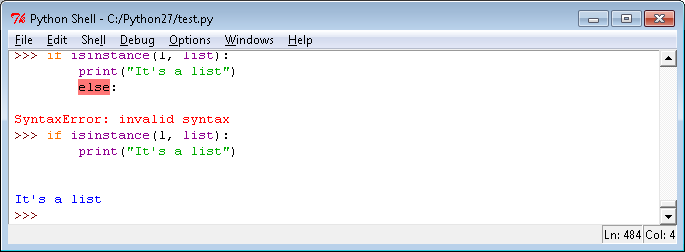 Python Shell - C:/Python27/test.py
File Edit Shell Debug Options Windows Help
>>> if isinstance(l, list):
print("It's a list")
else:
SyntaxError: invalid syntax
>>> if isinstance(l, list):
print("It's a list")
It's a list
>>>
Ln: 484 Col: 4